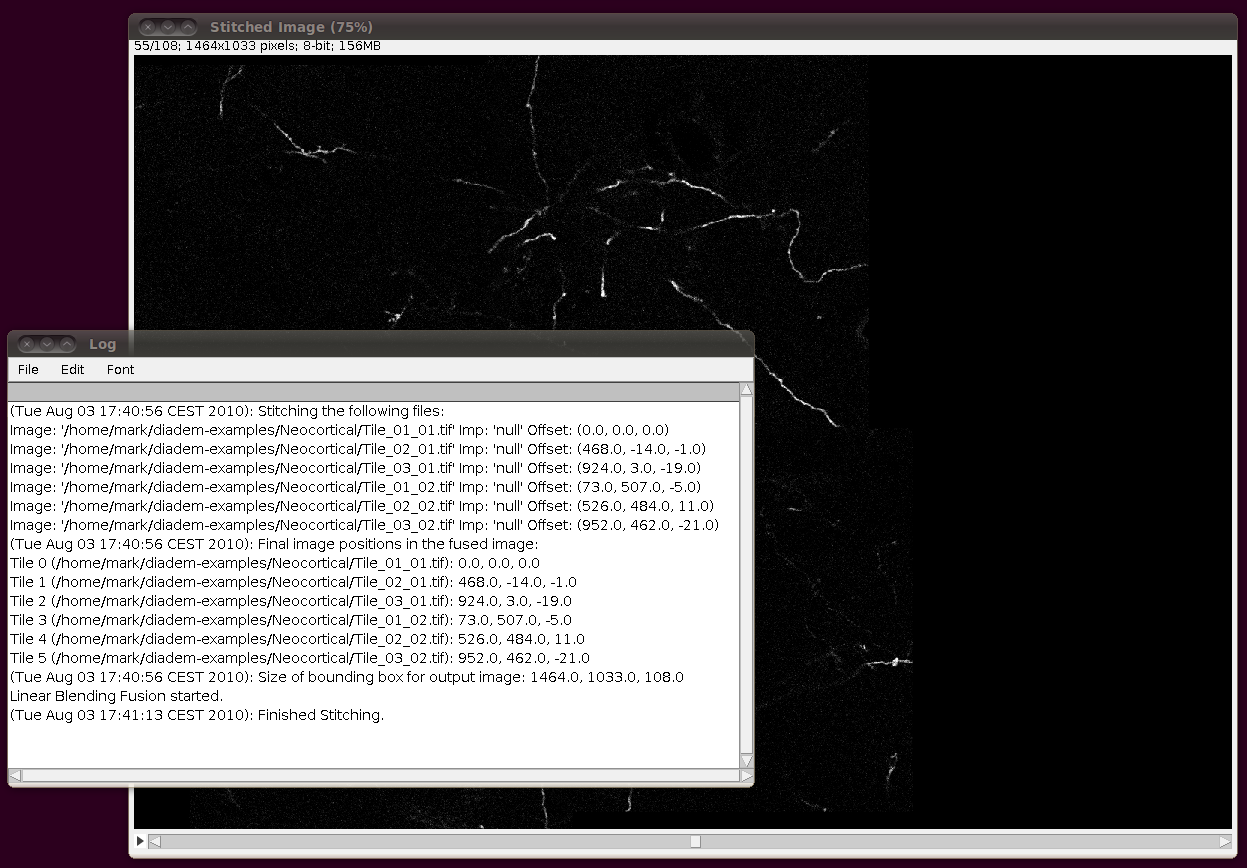 Stitched Image (75%)
55/108; 1464x1033 pixels; 8-bit; 156MB
Log
File Edit Font
(Tue Aug 03 17:40:56 CEST 2010): Stitching the following files:
Image: '/home/mark/diadem-examples/Neocortical/Tile_01_01.tif' Imp: 'null' Offset: (0.0, 0.0, 0.0)
Image: '/home/mark/diadem-examples/Neocortical/Tile_02_01.tif' Imp: 'null' Offset: (468.0, -14.0, -1.0)
Image: '/home/mark/diadem-examples/Neocortical/Tile_03_01.tif' Imp: 'null' Offset: (924.0, 3.0, -19.0)
Image: '/home/mark/diadem-examples/Neocortical/Tile_01_02.tif' Imp: 'null' Offset: (73.0, 507.0, -5.0)
Image: '/home/mark/diadem-examples/Neocortical/Tile_02_02.tif' Imp: 'null' Offset: (526.0, 484.0, 11.0)
Image: '/home/mark/diadem-examples/Neocortical/Tile_03_02.tif' Imp: 'null' Offset: (952.0, 462.0, -21.0)
(Tue Aug 03 17:40:56 CEST 2010): Final image positions in the fused image:
Tile 0 (/home/mark/diadem-examples/Neocortical/Tile_01_01.tif): 0.0, 0.0, 0.0
Tile 1 (/home/mark/diadem-examples/Neocortical/Tile_02_01.tif): 468.0, -14.0, -1.0
Tile 2 (/home/mark/diadem-examples/Neocortical/Tile_03_01.tif): 924.0, 3.0, -19.0
Tile 3 (/home/mark/diadem-examples/Neocortical/Tile_01_02.tif): 73.0, 507.0, -5.0
Tile 4 (/home/mark/diadem-examples/Neocortical/Tile_02_02.tif): 526.0, 484.0, 11.0
Tile 5 (/home/mark/diadem-examples/Neocortical/Tile_03_02.tif): 952.0, 462.0, -21.0
(Tue Aug 03 17:40:56 CEST 2010): Size of bounding box for output image: 1464.0, 1033.0, 108.0
Linear Blending Fusion started.
(Tue Aug 03 17:41:13 CEST 2010): Finished Stitching.